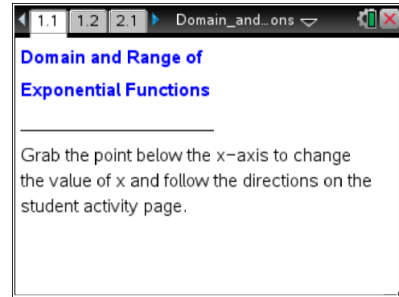 1.1 1.2 2.1 Domain_and…ons
Domain and Range of
Exponential Functions
Grab the point below the x-axis to change
the value of x and follow the directions on the
student activity page.